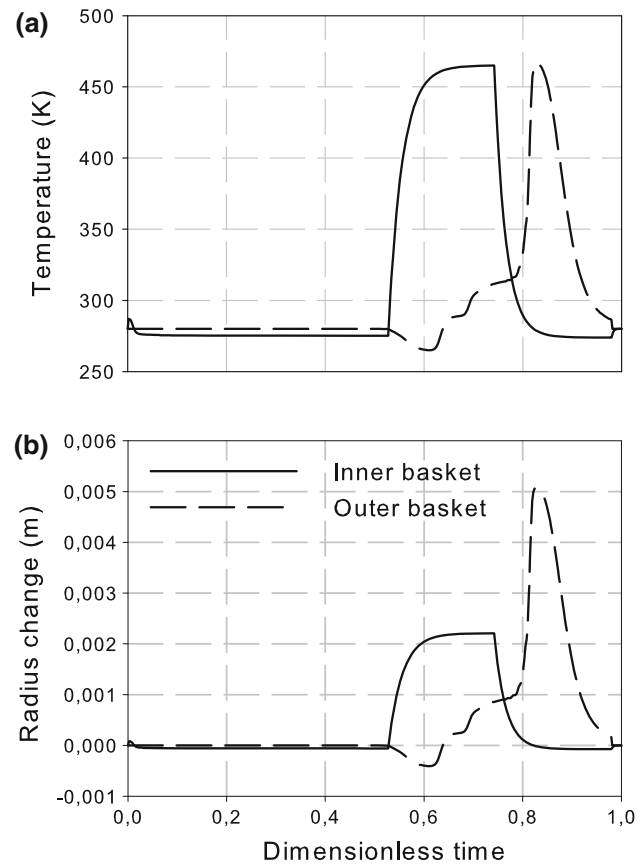 (a)
500
450
400
350
300
250
Temperature (K)
(b)
0,006
0,005
0,004
0,003
0,002
0,001
0,000
-0,001
Radius change (m)
Inner basket
Outer basket
0,0 0,2 0,4 0,6 0,8 1,0
Dimensionless time